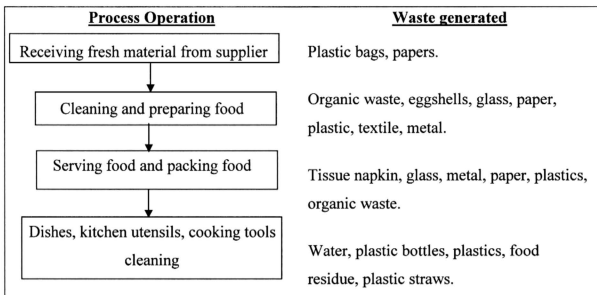 Process Operation
Waste generated
Receiving fresh material from supplier
Plastic bags, papers.
Cleaning and preparing food
Organic waste, eggshells, glass, paper,
plastic, textile, metal.
Serving food and packing food
Tissue napkin, glass, metal, paper, plastics,
organic waste.
Dishes, kitchen utensils, cooking tools
cleaning
Water, plastic bottles, plastics, food
residue, plastic straws.